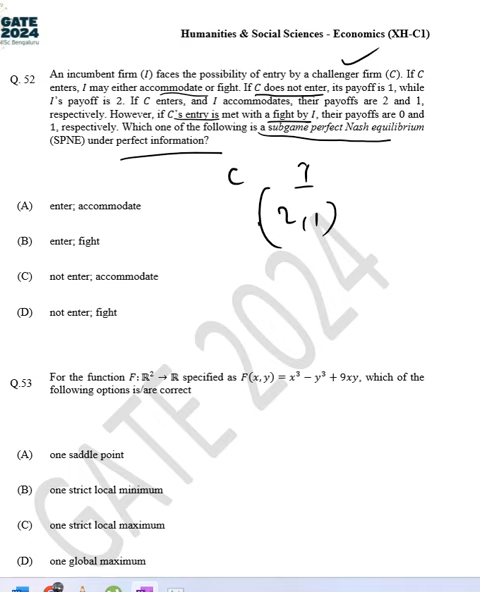 GATE
2024
IISc Bengaluru
Humanities & Social Sciences - Economics (XH-C1)
Q. 52
An incumbent firm (I) faces the possibility of entry by a challenger firm (C). If C
enters, I may either accommodate or fight. If C does not enter, its payoff is 1, while
I's payoff is 2. If C enters, and I accommodates, their payoffs are 2 and 1,
respectively. However, if C's entry is met with a fight by I, their payoffs are 0 and
1, respectively. Which one of the following is a subgame perfect Nash equilibrium
(SPNE) under perfect information?
C I
(2,1)
(A) enter; accommodate
(B) enter; fight
(C) not enter; accommodate
(D) not enter; fight
Q.53
For the function F: ℝ² → ℝ specified as F(x, y) = x³ − y³ + 9xy, which of the
following options is/are correct
(A) one saddle point
(B) one strict local minimum
(C) one strict local maximum
(D) one global maximum
GATE 2024